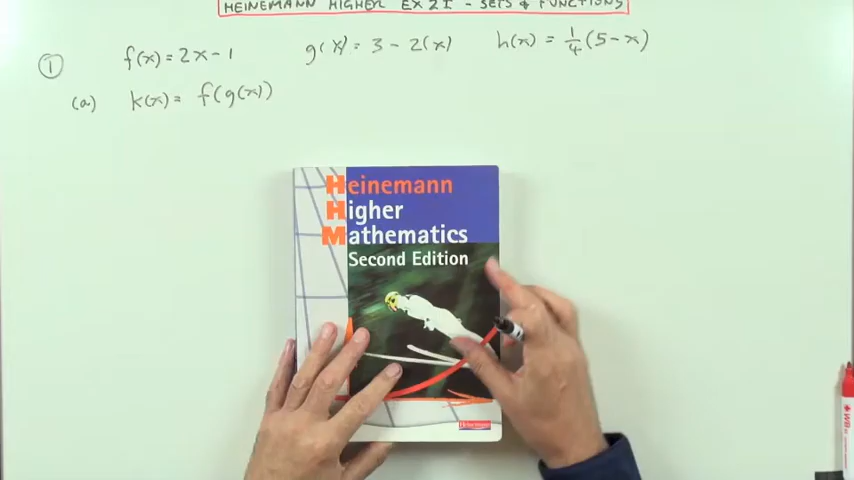 HEINEMANN HIGHER EX 2I - SETS & FUNCTIONS
① f(x) = 2x - 1 g(x) = 3 - 2(x) h(x) = 1/4 (5 - x)
(a) k(x) = f(g(x))
Heinemann
Higher
Mathematics
Second Edition